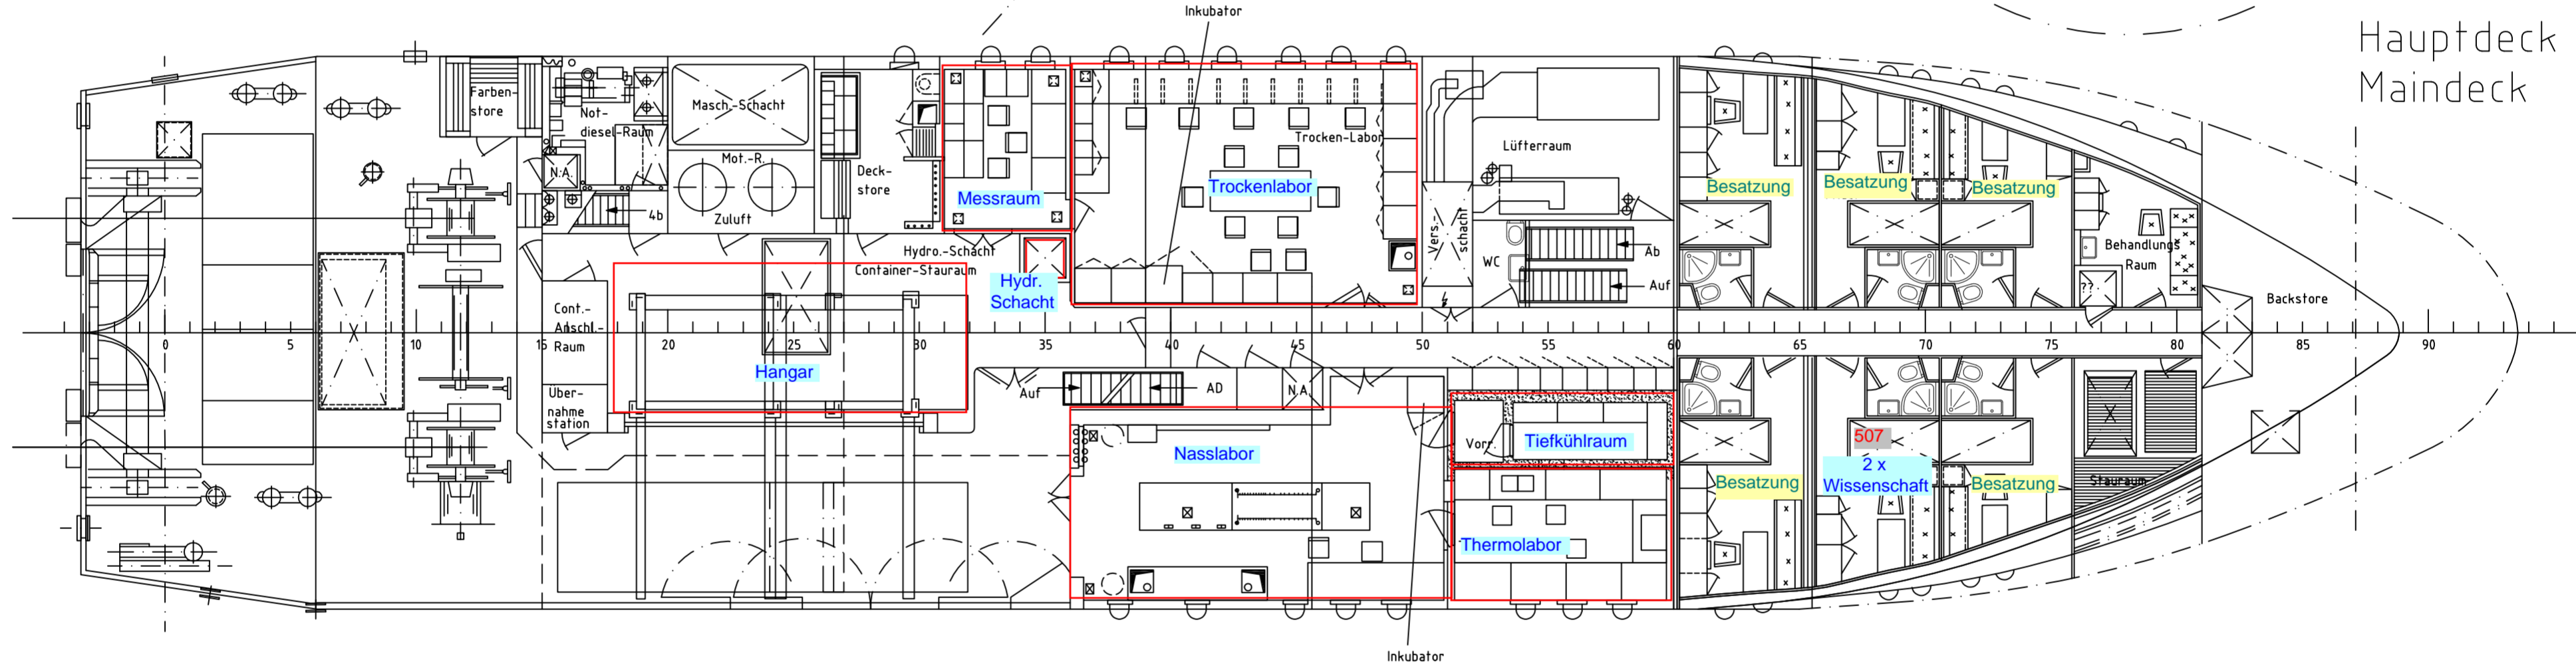 Hauptdeck
Maindeck
Inkubator
Farben-
store
Not-
diesel-Raum
Masch.-Schacht
N.A.
Mot.-R.
Zuluft
4b
Deck-
store
Messraum
Trocken-Labor
Trockenlabor
Lüfterraum
Vers.-
schacht
WC
Ab
Auf
Besatzung
Besatzung
Besatzung
Behandlungs
Raum
??
Backstore
Hydro.-Schacht
Container-Stauraum
Hydr.
Schacht
Cont.-
Anschl.-
Raum
Hangar
0 5 10 15 20 25 30 35 40 45 50 55 60 65 70 75 80 85 90
Über-
nahme
station
Auf
AD
N.A.
Nasslabor
Vorr.
Tiefkühlraum
Thermolabor
507
2 x
Wissenschaft
Besatzung
Besatzung
Stauraum
Inkubator